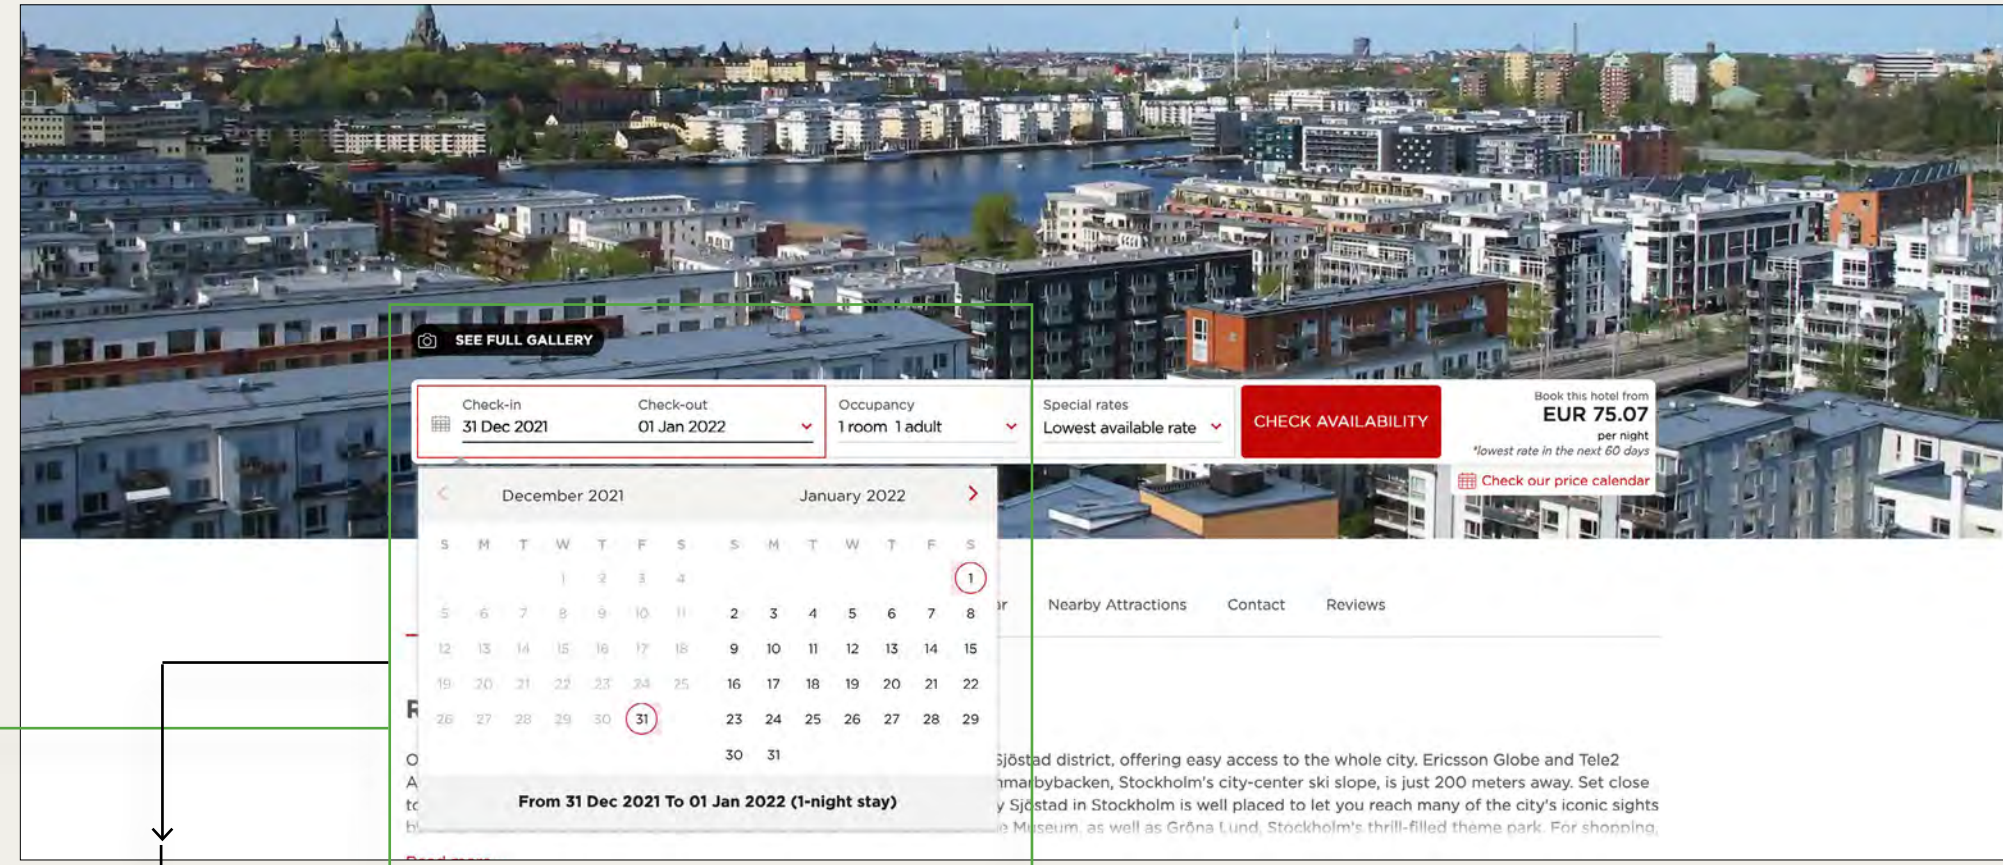 SEE FULL GALLERY
Check-in
31 Dec 2021
Check-out
01 Jan 2022
Occupancy
1 room 1 adult
Special rates
Lowest available rate
CHECK AVAILABILITY
Book this hotel from
EUR 75.07
per night
*lowest rate in the next 60 days
Check our price calendar
December 2021
S M T W T F S
1 2 3 4
5 6 7 8 9 10 11
12 13 14 15 16 17 18
19 20 21 22 23 24 25
26 27 28 29 30 31
January 2022
S M T W T F S
1
2 3 4 5 6 7 8
9 10 11 12 13 14 15
16 17 18 19 20 21 22
23 24 25 26 27 28 29
30 31
From 31 Dec 2021 To 01 Jan 2022 (1-night stay)
Nearby Attractions
Contact
Reviews
Sjöstad district, offering easy access to the whole city. Ericsson Globe and Tele2
Stockholm's city-center ski slope, is just 200 meters away. Set close
Sjöstad in Stockholm is well placed to let you reach many of the city's iconic sights
Museum, as well as Gröna Lund, Stockholm's thrill-filled theme park. For shopping,